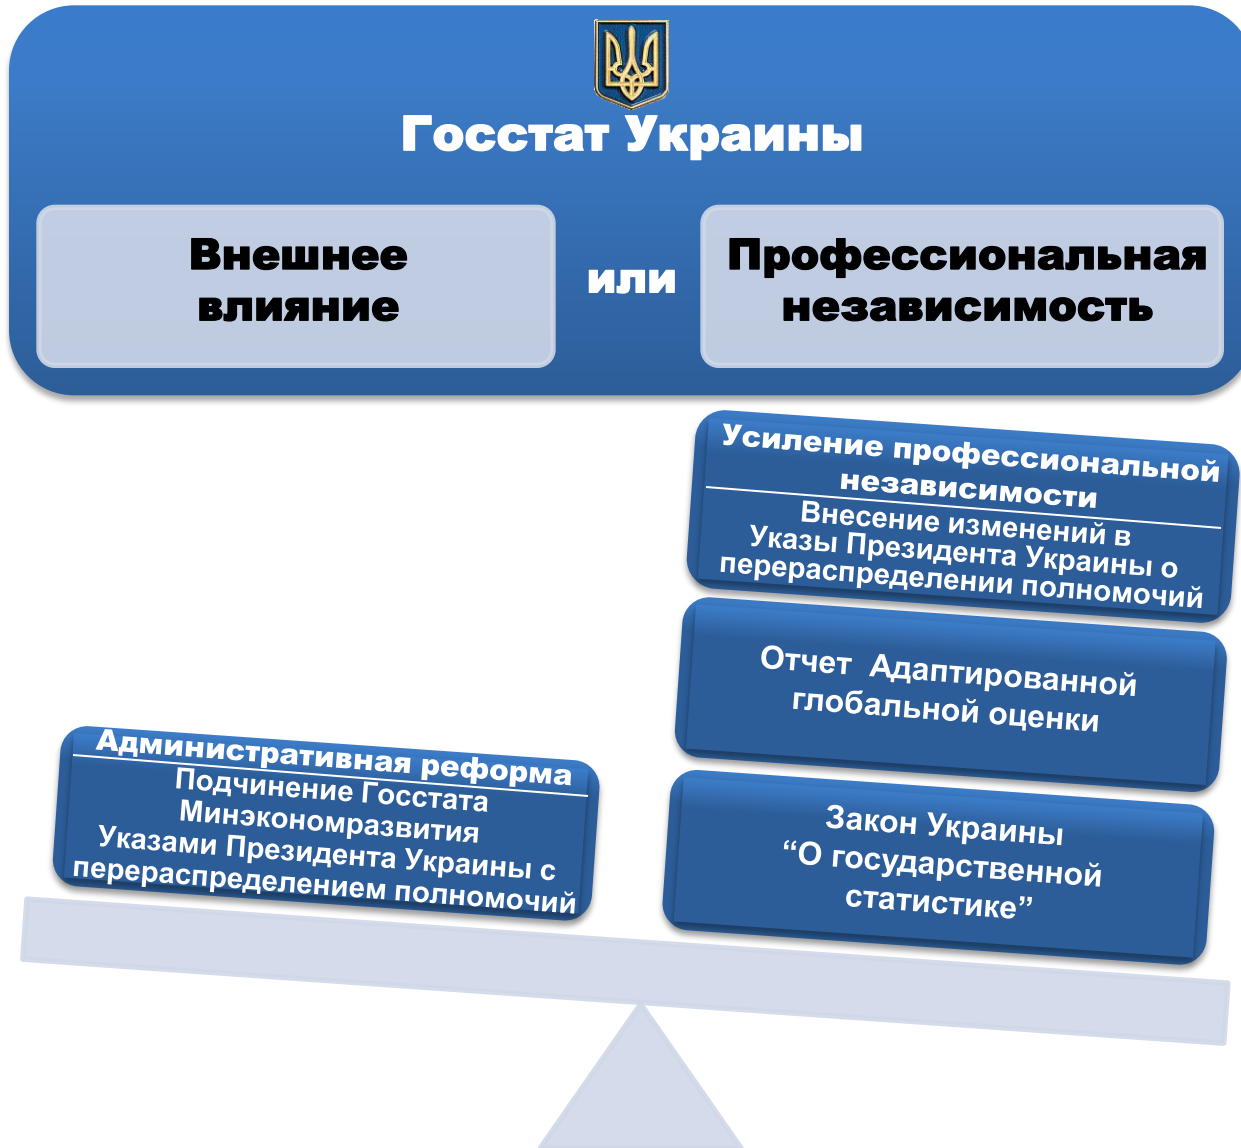 Госстат Украины
Внешнее
влияние
или
Профессиональная
независимость
Усиление профессиональной
независимости
Внесение изменений в
Указы Президента Украины о
перераспределении полномочий
Отчет Адаптированной
глобальной оценки
Административная реформа
Подчинение Госстата
Минэкономразвития
Указами Президента Украины с
перераспределением полномочий
Закон Украины
“О государственной
статистике”